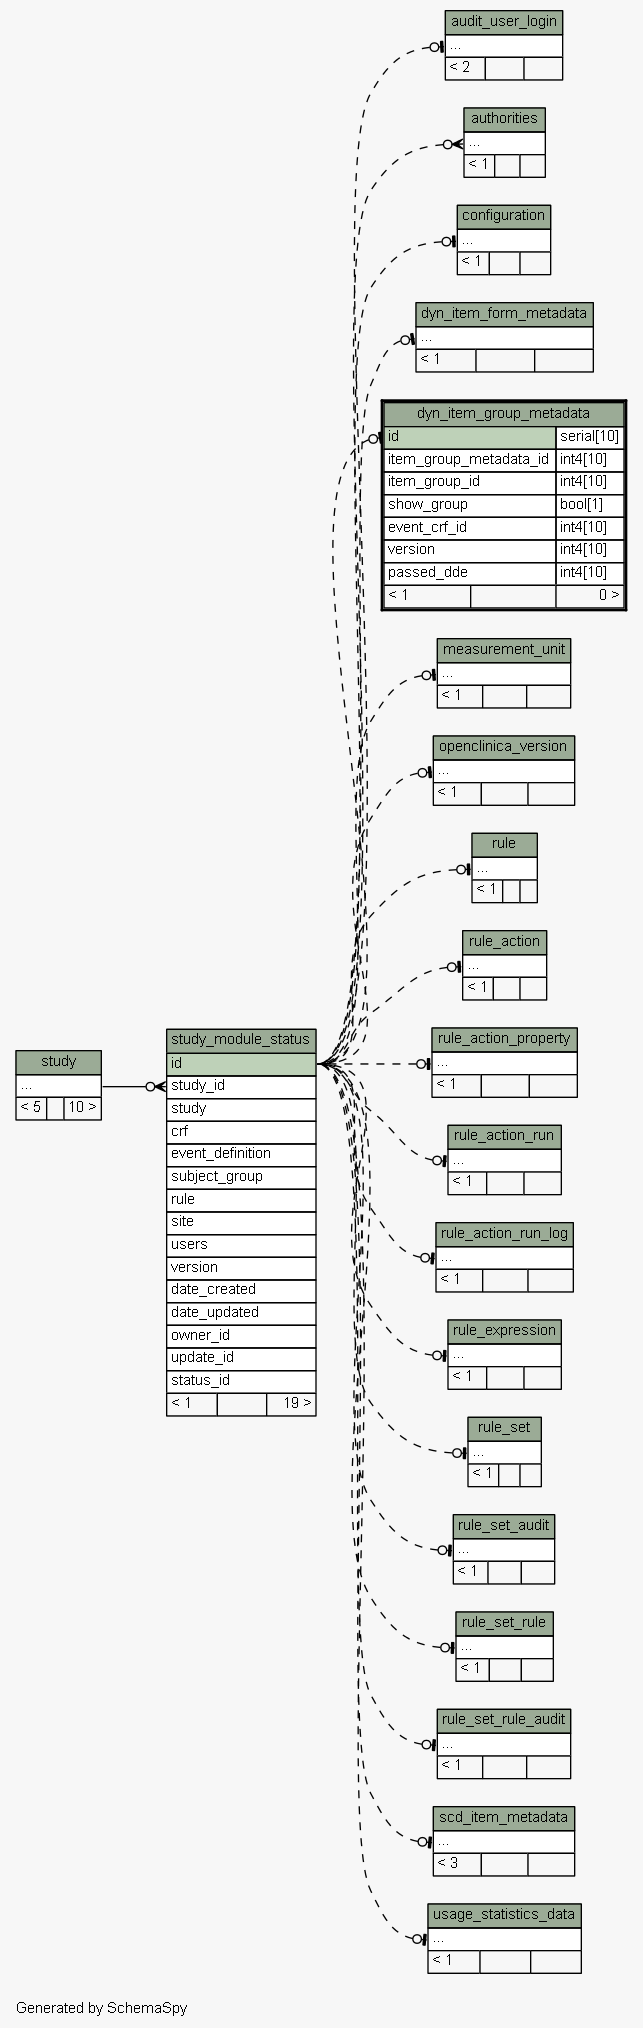 audit_user_login
...
< 2
authorities
...
< 1
configuration
...
< 1
dyn_item_form_metadata
...
< 1
dyn_item_group_metadata
id serial[10]
item_group_metadata_id int4[10]
item_group_id int4[10]
show_group bool[1]
event_crf_id int4[10]
version int4[10]
passed_dde int4[10]
< 1 0 >
measurement_unit
...
< 1
openclinica_version
...
< 1
rule
...
< 1
rule_action
...
< 1
study
...
< 5 10 >
study_module_status
id
study_id
study
crf
event_definition
subject_group
rule
site
users
version
date_created
date_updated
owner_id
update_id
status_id
< 1 19 >
rule_action_property
...
< 1
rule_action_run
...
< 1
rule_action_run_log
...
< 1
rule_expression
...
< 1
rule_set
...
< 1
rule_set_audit
...
< 1
rule_set_rule
...
< 1
rule_set_rule_audit
...
< 1
scd_item_metadata
...
< 3
usage_statistics_data
...
< 1
Generated by SchemaSpy